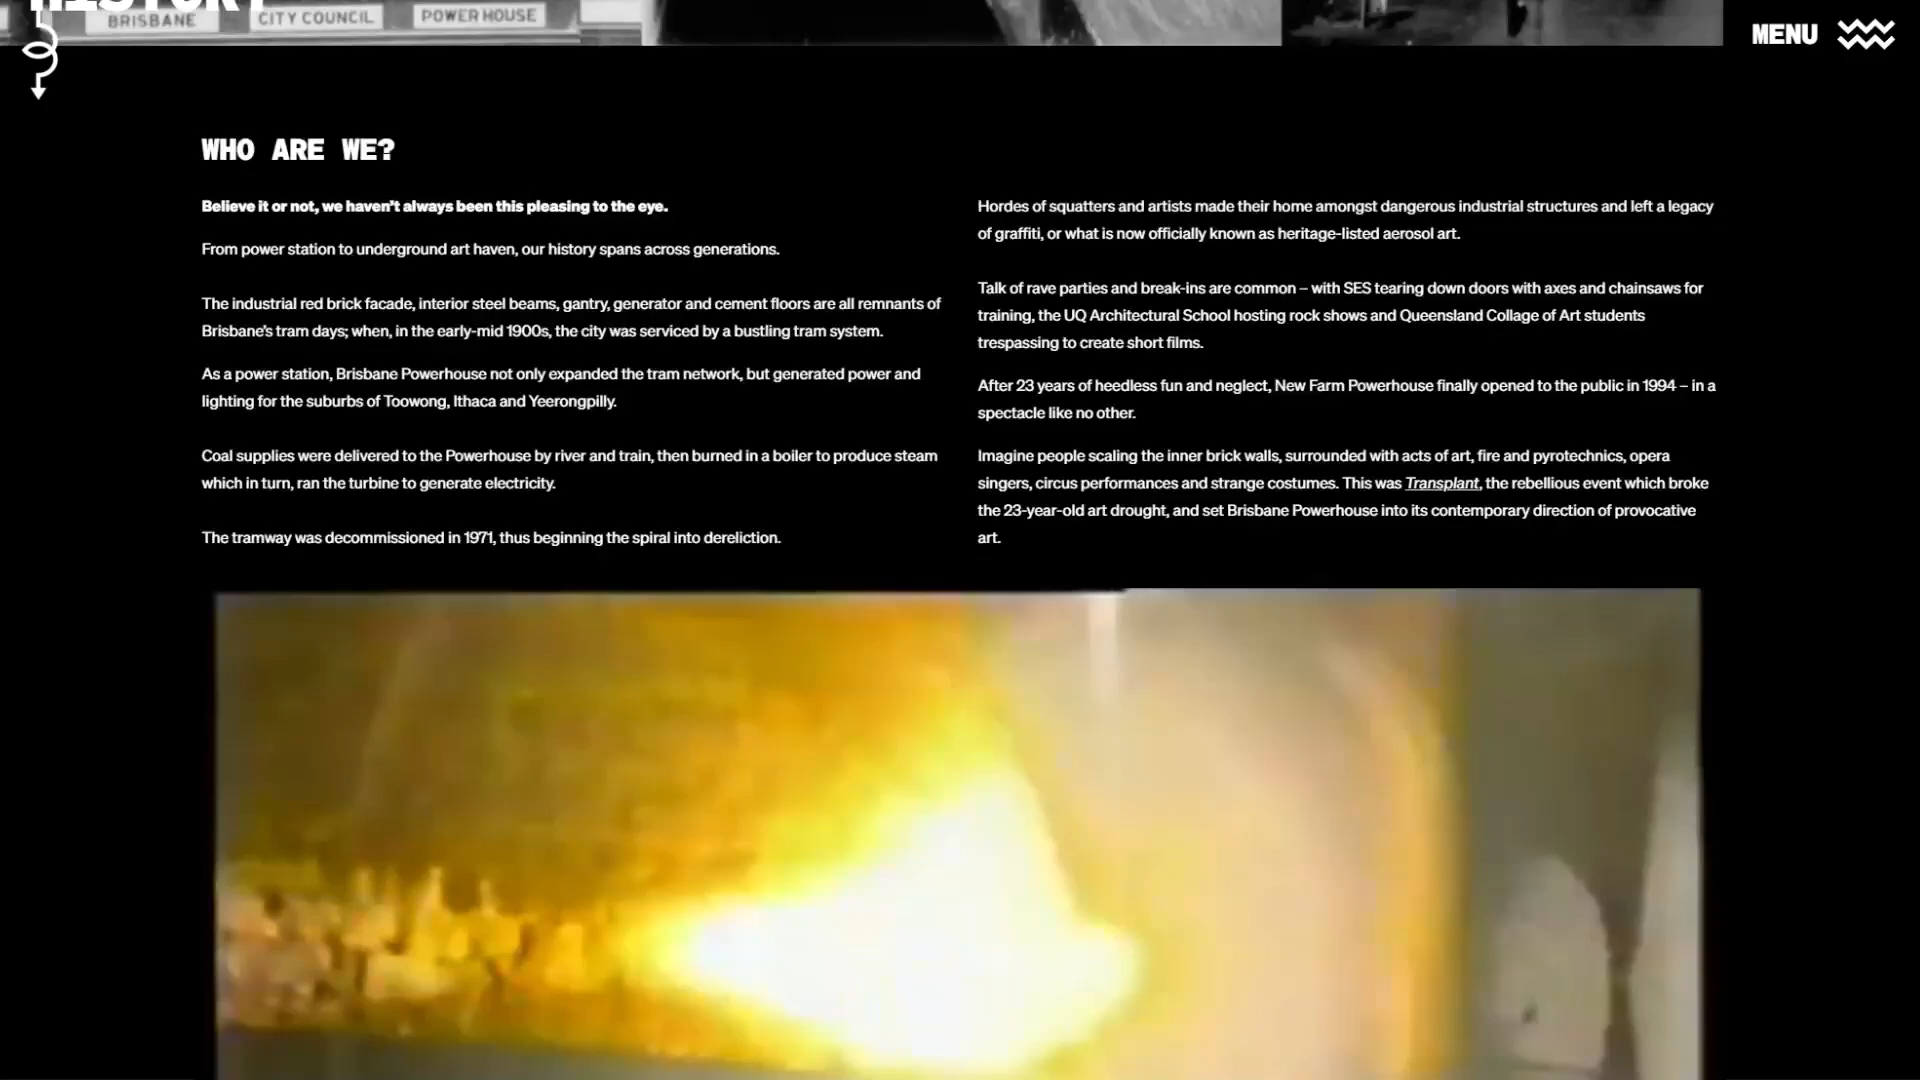 HISTORY
BRISBANE
CITY COUNCIL
POWER HOUSE
MENU
WHO ARE WE?
Believe it or not, we haven't always been this pleasing to the eye.
From power station to underground art haven, our history spans across generations.
The industrial red brick facade, interior steel beams, gantry, generator and cement floors are all remnants of
Brisbane's tram days; when, in the early-mid 1900s, the city was serviced by a bustling tram system.
As a power station, Brisbane Powerhouse not only expanded the tram network, but generated power and
lighting for the suburbs of Toowong, Ithaca and Yeerongpilly.
Coal supplies were delivered to the Powerhouse by river and train, then burned in a boiler to produce steam
which in turn, ran the turbine to generate electricity.
The tramway was decommissioned in 1971, thus beginning the spiral into dereliction.
Hordes of squatters and artists made their home amongst dangerous industrial structures and left a legacy
of graffiti, or what is now officially known as heritage-listed aerosol art.
Talk of rave parties and break-ins are common – with SES tearing down doors with axes and chainsaws for
training, the UQ Architectural School hosting rock shows and Queensland Collage of Art students
trespassing to create short films.
After 23 years of heedless fun and neglect, New Farm Powerhouse finally opened to the public in 1994 – in a
spectacle like no other.
Imagine people scaling the inner brick walls, surrounded with acts of art, fire and pyrotechnics, opera
singers, circus performances and strange costumes. This was Transplant, the rebellious event which broke
the 23-year-old art drought, and set Brisbane Powerhouse into its contemporary direction of provocative
art.